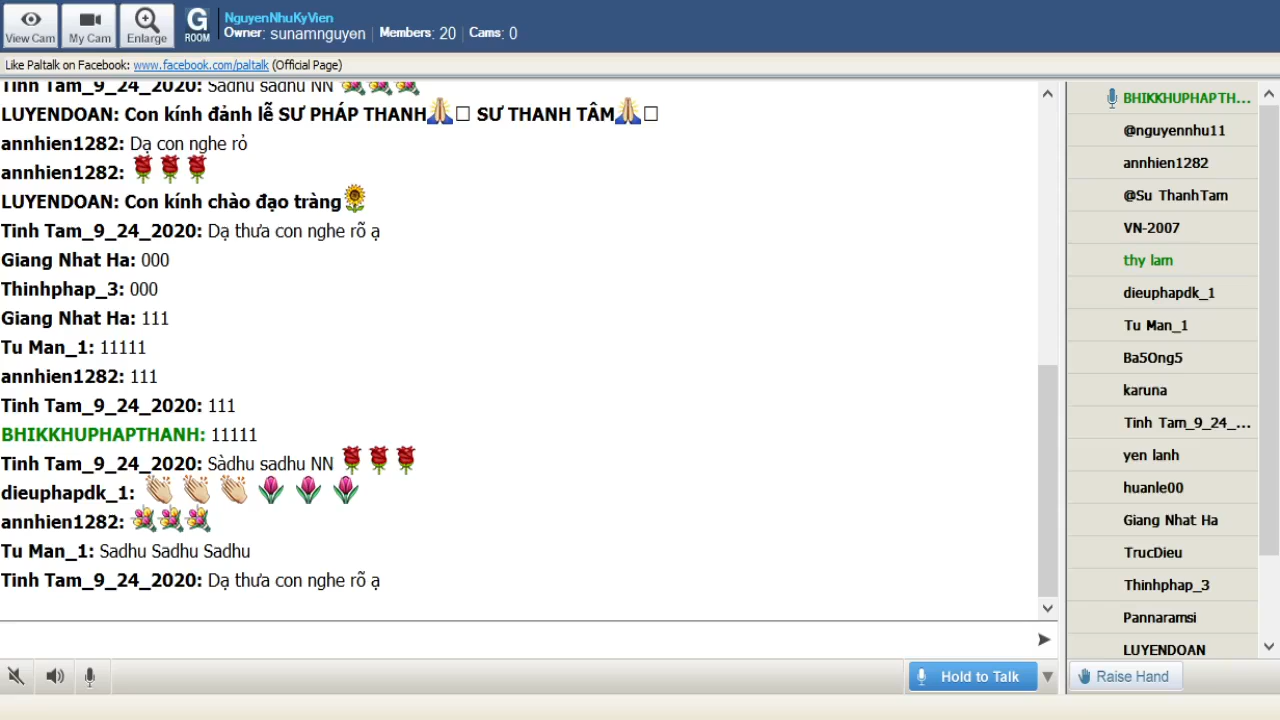 View Cam
My Cam
Enlarge
G
ROOM
NguyenNhuKyVien
Owner: sunamnguyen Members: 20 Cams: 0
Like Paltalk on Facebook: www.facebook.com/paltalk (Official Page)
Tinh Tam_9_24_2020: Sadhu sadhu NN
LUYENDOAN: Con kính đảnh lễ SƯ PHÁP THANH SƯ THANH TÂM
annhien1282: Dạ con nghe rỏ
annhien1282:
LUYENDOAN: Con kính chào đạo tràng
Tinh Tam_9_24_2020: Dạ thưa con nghe rõ ạ
Giang Nhat Ha: 000
Thinhphap_3: 000
Giang Nhat Ha: 111
Tu Man_1: 11111
annhien1282: 111
Tinh Tam_9_24_2020: 111
BHIKKHUPHAPTHANH: 11111
Tinh Tam_9_24_2020: Sàdhu sadhu NN
dieuphapdk_1:
annhien1282:
Tu Man_1: Sadhu Sadhu Sadhu
Tinh Tam_9_24_2020: Dạ thưa con nghe rõ ạ
BHIKKHUPHAPTH...
@nguyennhu11
annhien1282
@Su ThanhTam
VN-2007
thy lam
dieuphapdk_1
Tu Man_1
Ba5Ong5
karuna
Tinh Tam_9_24_...
yen lanh
huanle00
Giang Nhat Ha
TrucDieu
Thinhphap_3
Pannaramsi
LUYENDOAN
Hold to Talk
Raise Hand